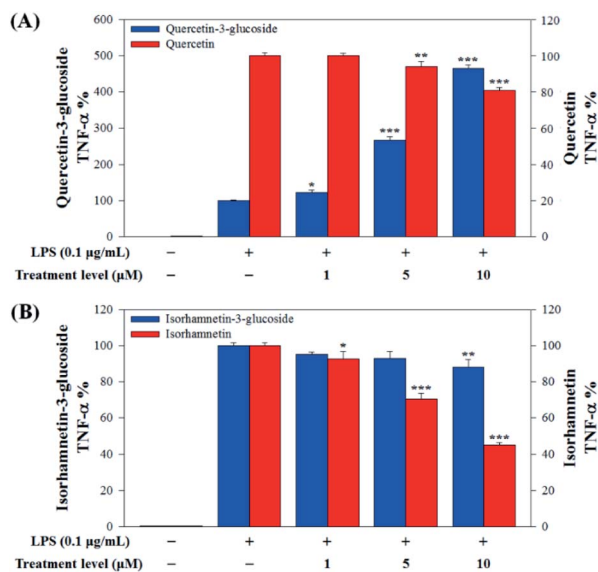 (A)
Quercetin-3-glucoside
TNF-α %
600
500
400
300
200
100
0
Quercetin-3-glucoside
Quercetin
*
**
***
***
***
120
100
80
60
40
20
0
Quercetin
TNF-α %
LPS (0.1 µg/mL) – + + + +
Treatment level (µM) – – 1 5 10
(B)
Isorhamnetin-3-glucoside
TNF-α %
120
100
80
60
40
20
0
Isorhamnetin-3-glucoside
Isorhamnetin
*
***
**
***
120
100
80
60
40
20
0
Isorhamnetin
TNF-α %
LPS (0.1 µg/mL) – + + + +
Treatment level (µM) – – 1 5 10